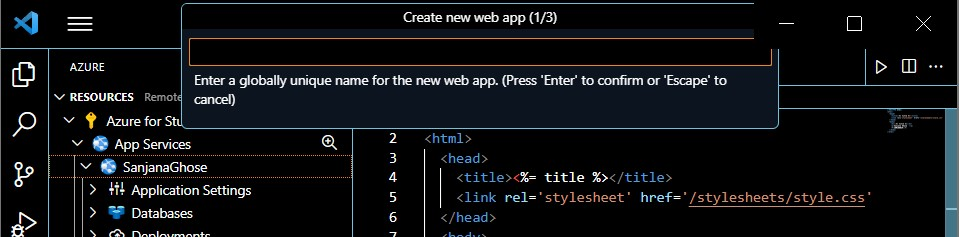 Create new web app (1/3)
Enter a globally unique name for the new web app. (Press 'Enter' to confirm or 'Escape' to
cancel)
AZURE
RESOURCES Remote
Azure for Stu
App Services
SanjanaGhose
Application Settings
Databases
Deployments
2 <html>
3 <head>
4 <title><%= title %></title>
5 <link rel='stylesheet' href='/stylesheets/style.css'
6 </head>
7 <body>